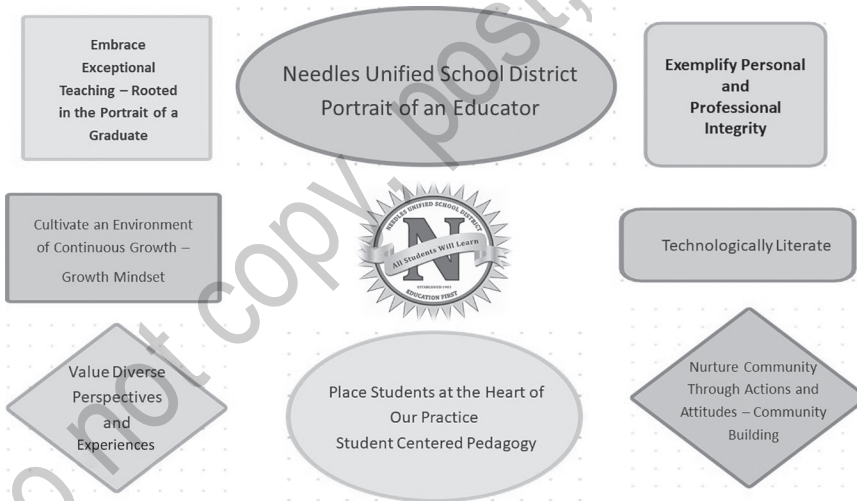 Embrace
Exceptional
Teaching – Rooted
in the Portrait of a
Graduate
Needles Unified School District
Portrait of an Educator
Exemplify Personal
and
Professional
Integrity
Cultivate an Environment
of Continuous Growth –
Growth Mindset
NEEDLES UNIFIED SCHOOL DISTRICT
N
All Students Will Learn
ESTABLISHED 1903
EDUCATION FIRST
Technologically Literate
Value Diverse
Perspectives
and
Experiences
Place Students at the Heart of
Our Practice
Student Centered Pedagogy
Nurture Community
Through Actions and
Attitudes – Community
Building
o not copy, post,